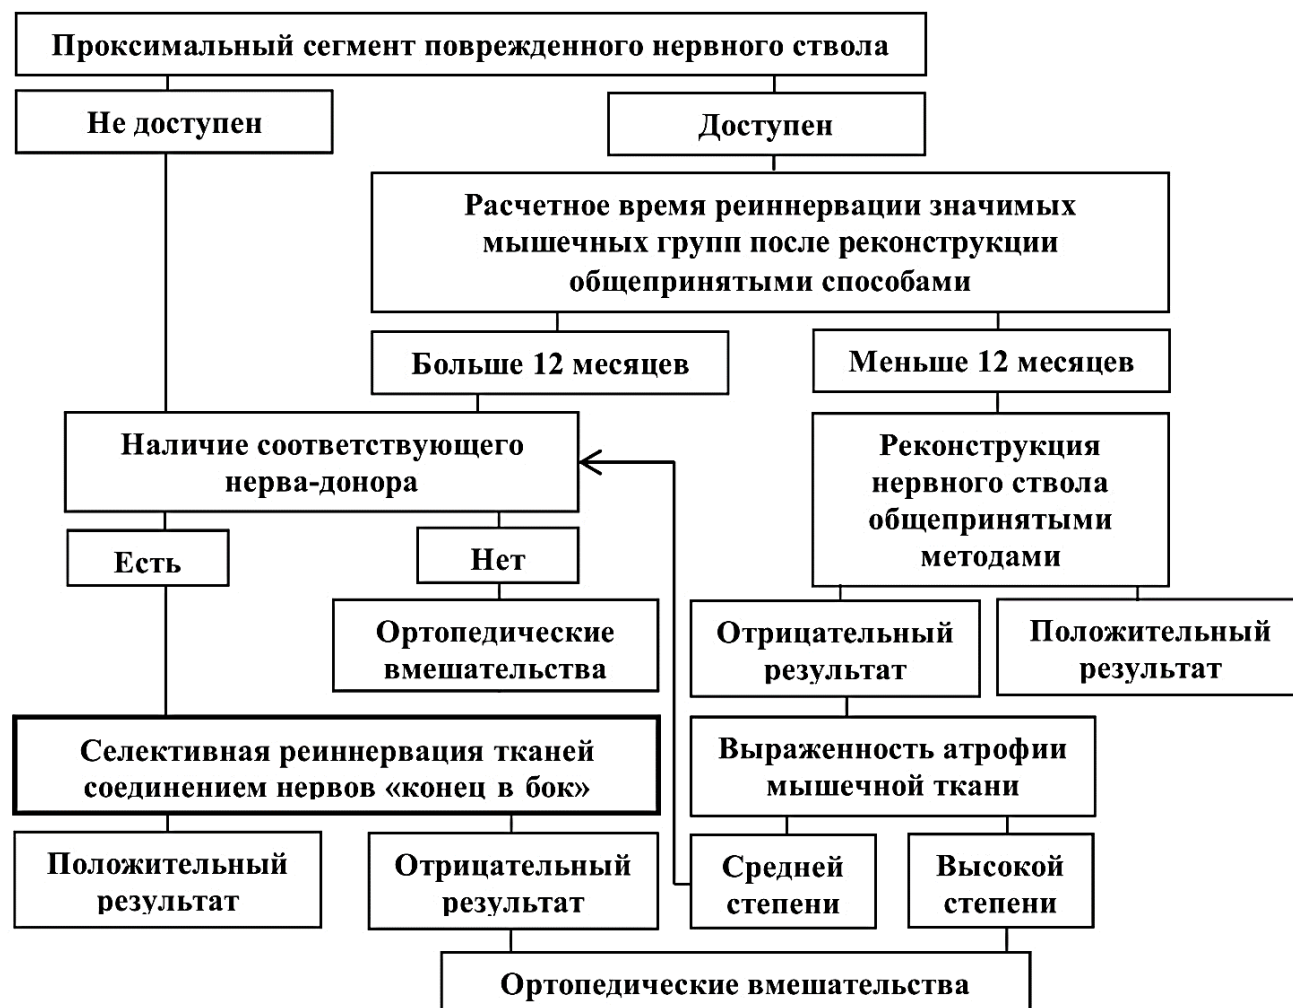 Проксимальный сегмент поврежденного нервного ствола
Не доступен
Доступен
Расчетное время реиннервации значимых
мышечных групп после реконструкции
общепринятыми способами
Больше 12 месяцев
Меньше 12 месяцев
Наличие соответствующего
нерва-донора
Реконструкция
нервного ствола
общепринятыми
методами
Есть
Нет
Ортопедические
вмешательства
Отрицательный
результат
Положительный
результат
Селективная реиннервация тканей
соединением нервов «конец в бок»
Выраженность атрофии
мышечной ткани
Положительный
результат
Отрицательный
результат
Средней
степени
Высокой
степени
Ортопедические вмешательства